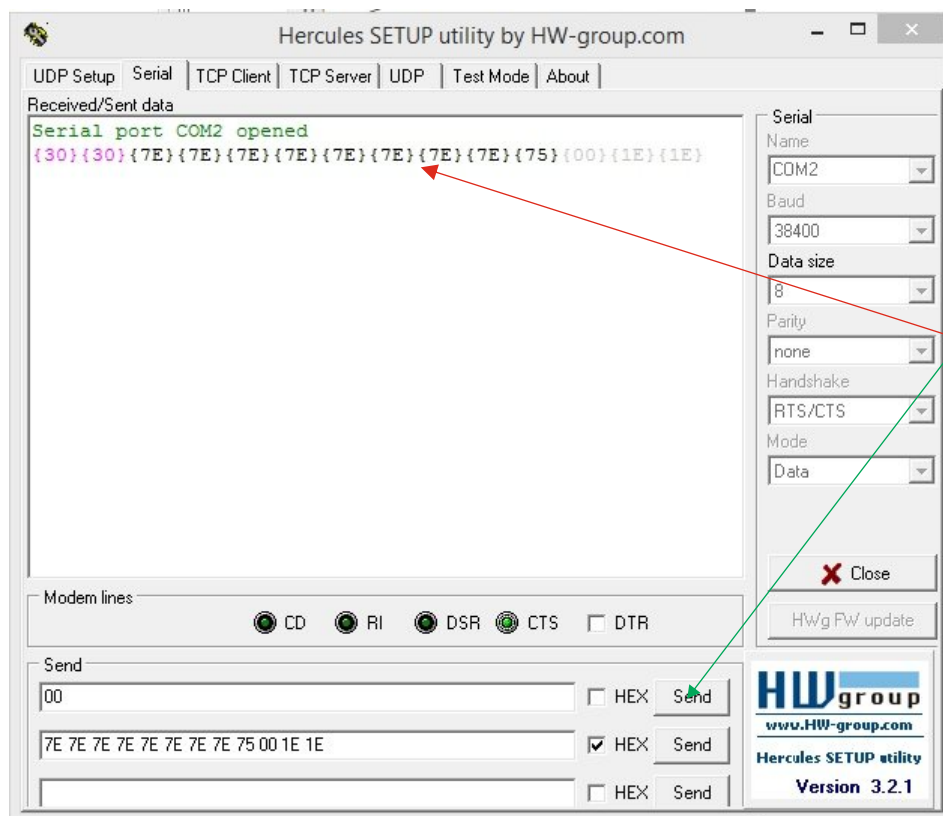 Hercules SETUP utility by HW-group.com
UDP Setup Serial TCP Client TCP Server UDP Test Mode About
Received/Sent data
Serial port COM2 opened
{30}{30}{7E}{7E}{7E}{7E}{7E}{7E}{7E}{7E}{75}{00}{1E}{1E}
Serial
Name
COM2
Baud
38400
Data size
8
Parity
none
Handshake
RTS/CTS
Mode
Data
Close
HWg FW update
Modem lines
CD RI DSR CTS DTR
Send
00 HEX Send
7E 7E 7E 7E 7E 7E 7E 7E 75 00 1E 1E HEX Send
HEX Send
HWgroup
www.HW-group.com
Hercules SETUP utility
Version 3.2.1